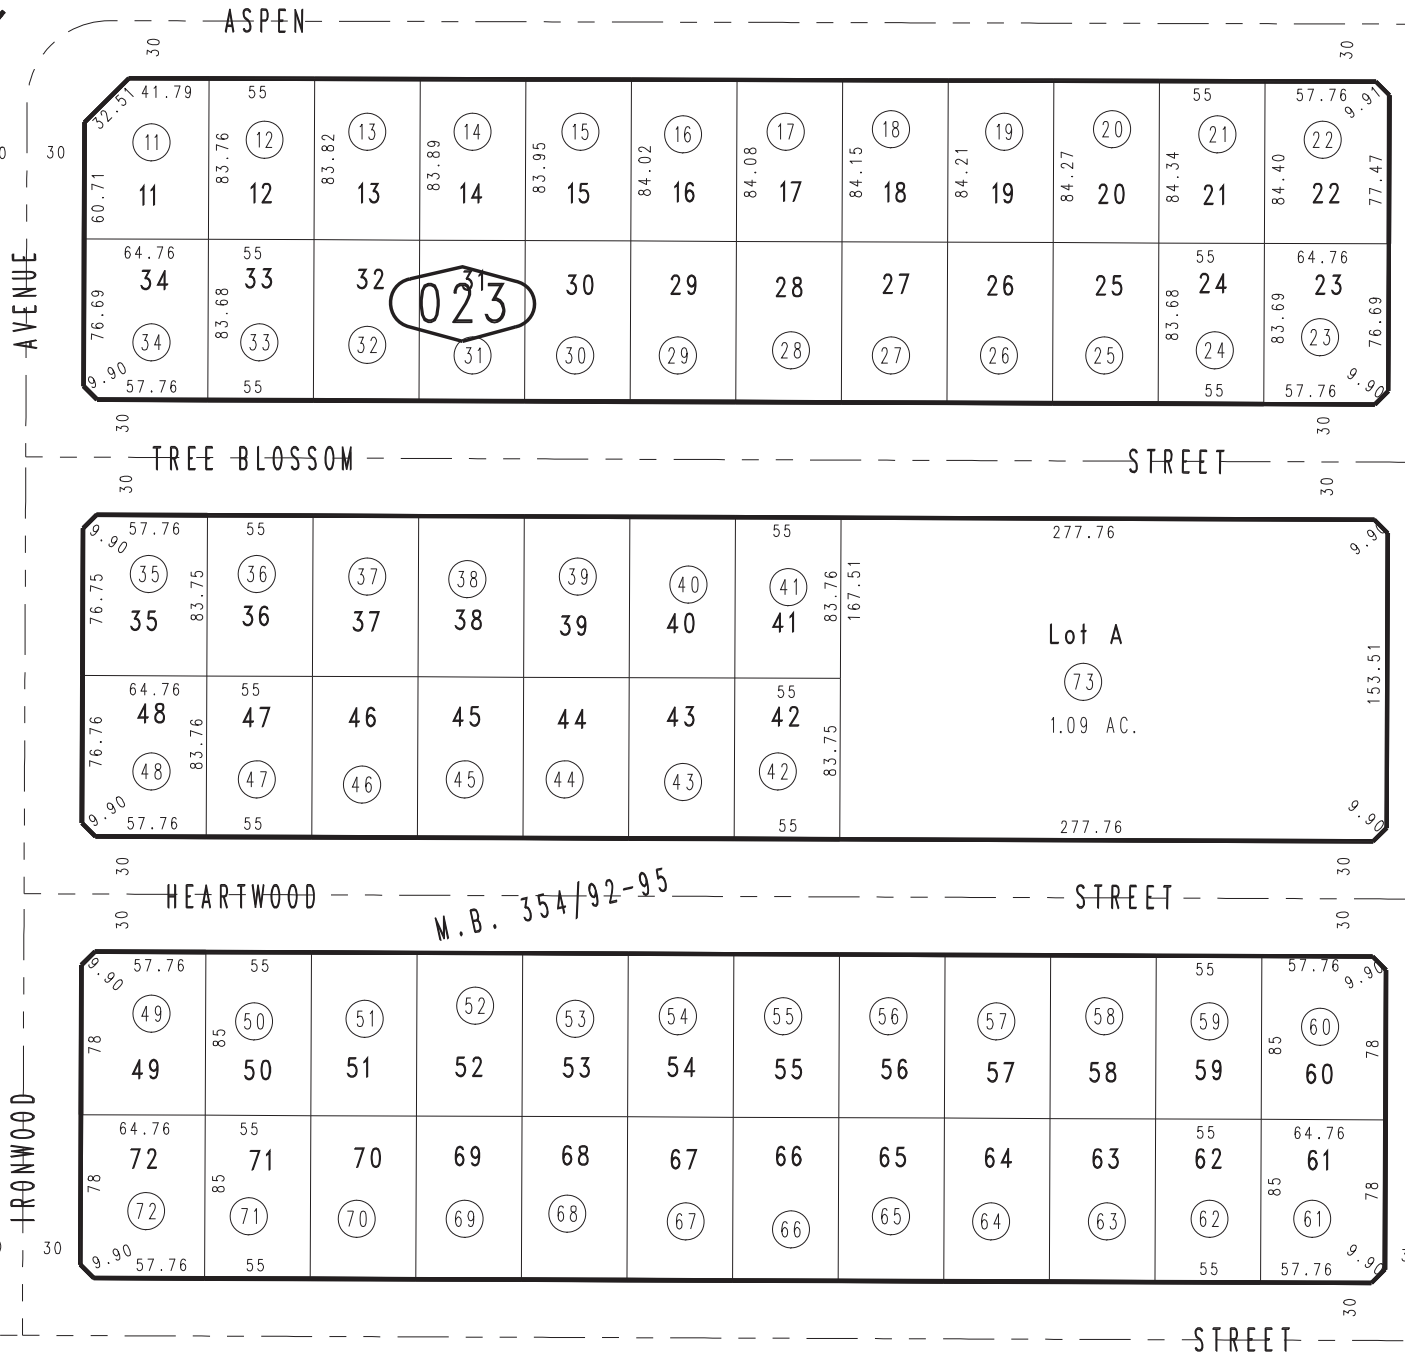 ASPEN
30 30
32.51 41.79 55 55 57.76 9.91
11 12 13 14 15 16 17 18 19 20 21 22
30
60.71 83.76 83.82 83.89 83.95 84.02 84.08 84.15 84.21 84.27 84.34 84.40 77.47
11 12 13 14 15 16 17 18 19 20 21 22
64.76 55 55 64.76
34 33 32 31 30 29 28 27 26 25 24 23
023
76.69 83.68 83.68 83.69 76.69
34 33 32 31 30 29 28 27 26 25 24 23
9.90 57.76 55 55 57.76 9.90
AVENUE
30 30
TREE BLOSSOM STREET
30 30
9.90 57.76 55 55 277.76 9.90
35 36 37 38 39 40 41
76.75 83.75 83.76 167.51
35 36 37 38 39 40 41
Lot A
73
1.09 AC.
153.51
64.76 55 55
48 47 46 45 44 43 42
76.76 83.76 83.75
48 47 46 45 44 43 42
9.90 57.76 55 55 277.76 9.90
30 30
HEARTWOOD STREET
M.B. 354/92-95
30 30
9.90 57.76 55 55 57.76 9.90
49 50 51 52 53 54 55 56 57 58 59 60
78 85 85 78
49 50 51 52 53 54 55 56 57 58 59 60
64.76 55 55 64.76
72 71 70 69 68 67 66 65 64 63 62 61
78 85 85 78
72 71 70 69 68 67 66 65 64 63 62 61
IRONWOOD
30
9.90 57.76 55 55 57.76 9.90
30
STREET